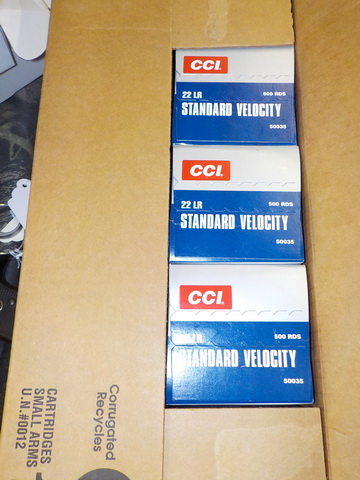 CCI.
22 LR 500 RDS
STANDARD VELOCITY
50035
CCI.
22 LR 500 RDS
STANDARD VELOCITY
50035
CCI.
LR 500 RDS
STANDARD VELOCITY
50035
Corrugated
Recycles
CARTRIDGES
SMALL ARMS
U.N.#0012